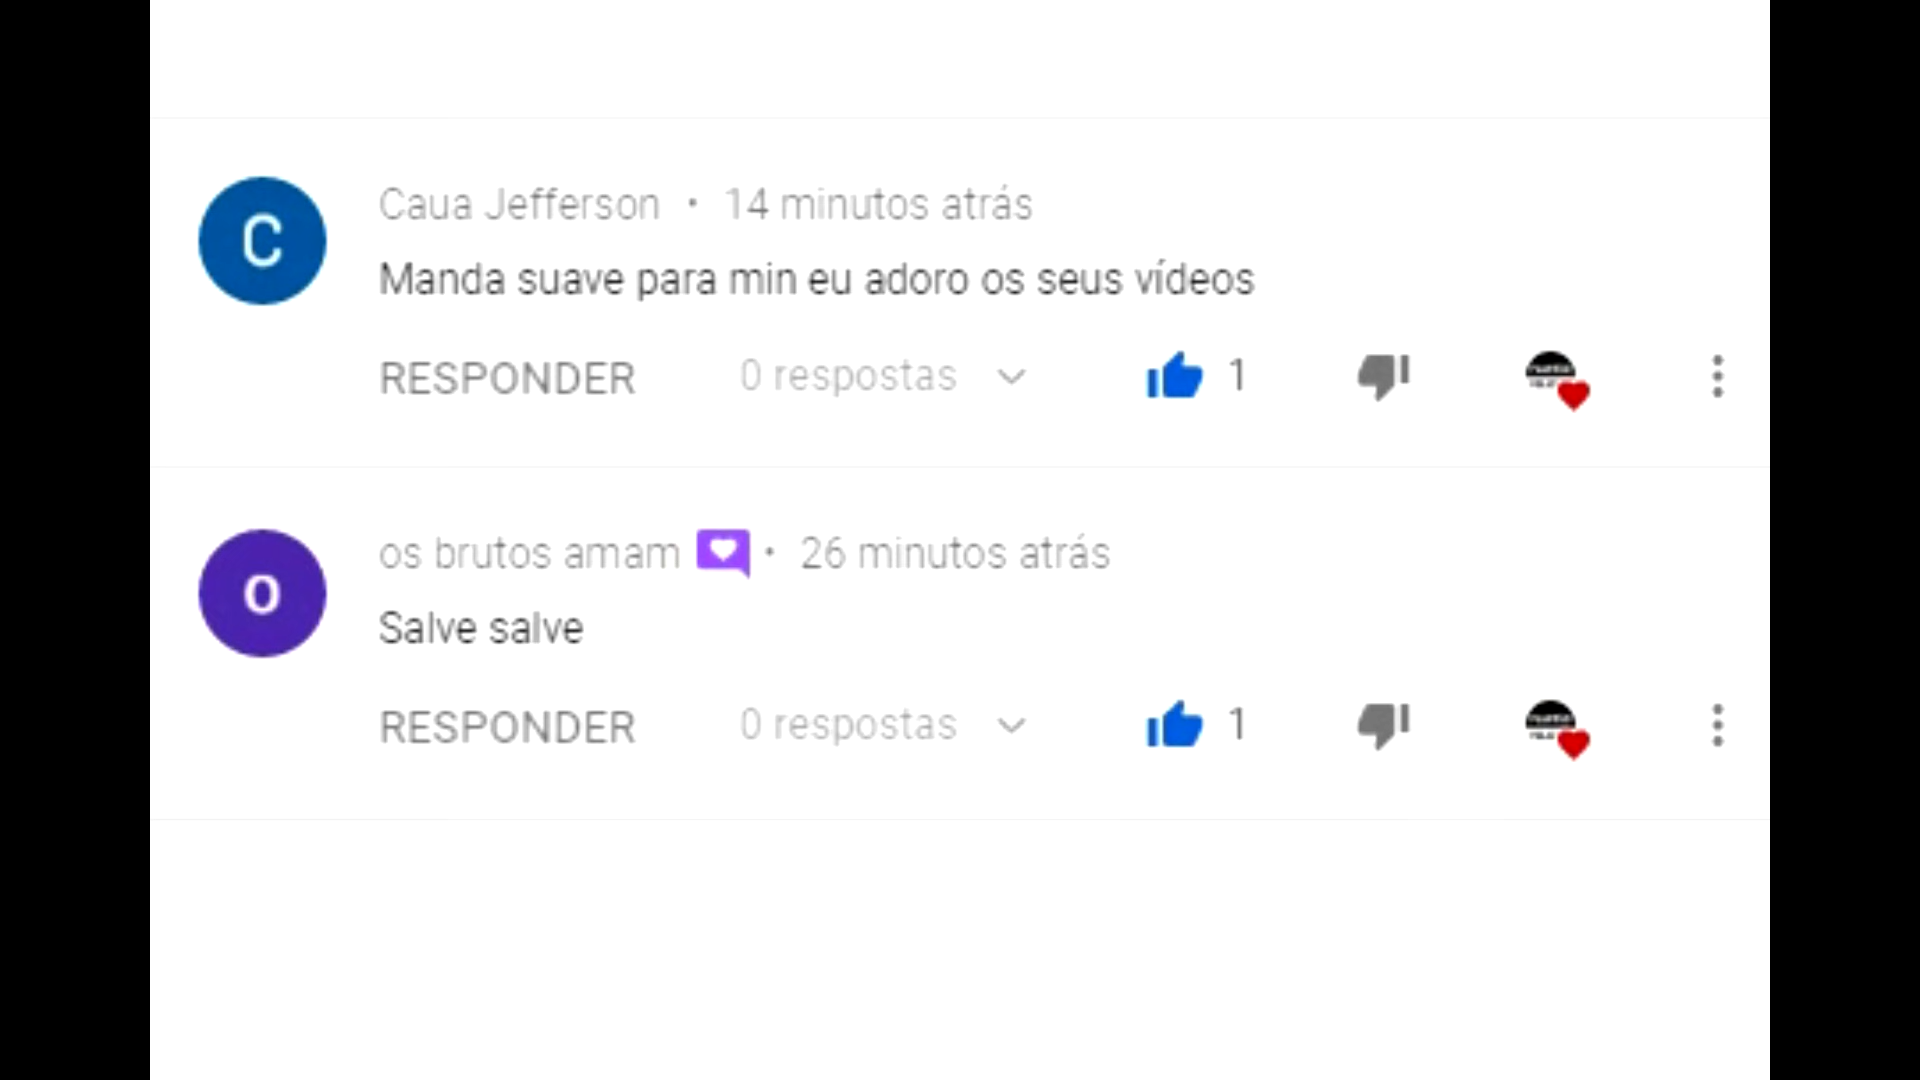 C
Caua Jefferson • 14 minutos atrás
Manda suave para min eu adoro os seus vídeos
RESPONDER 0 respostas 1
o
os brutos amam • 26 minutos atrás
Salve salve
RESPONDER 0 respostas 1